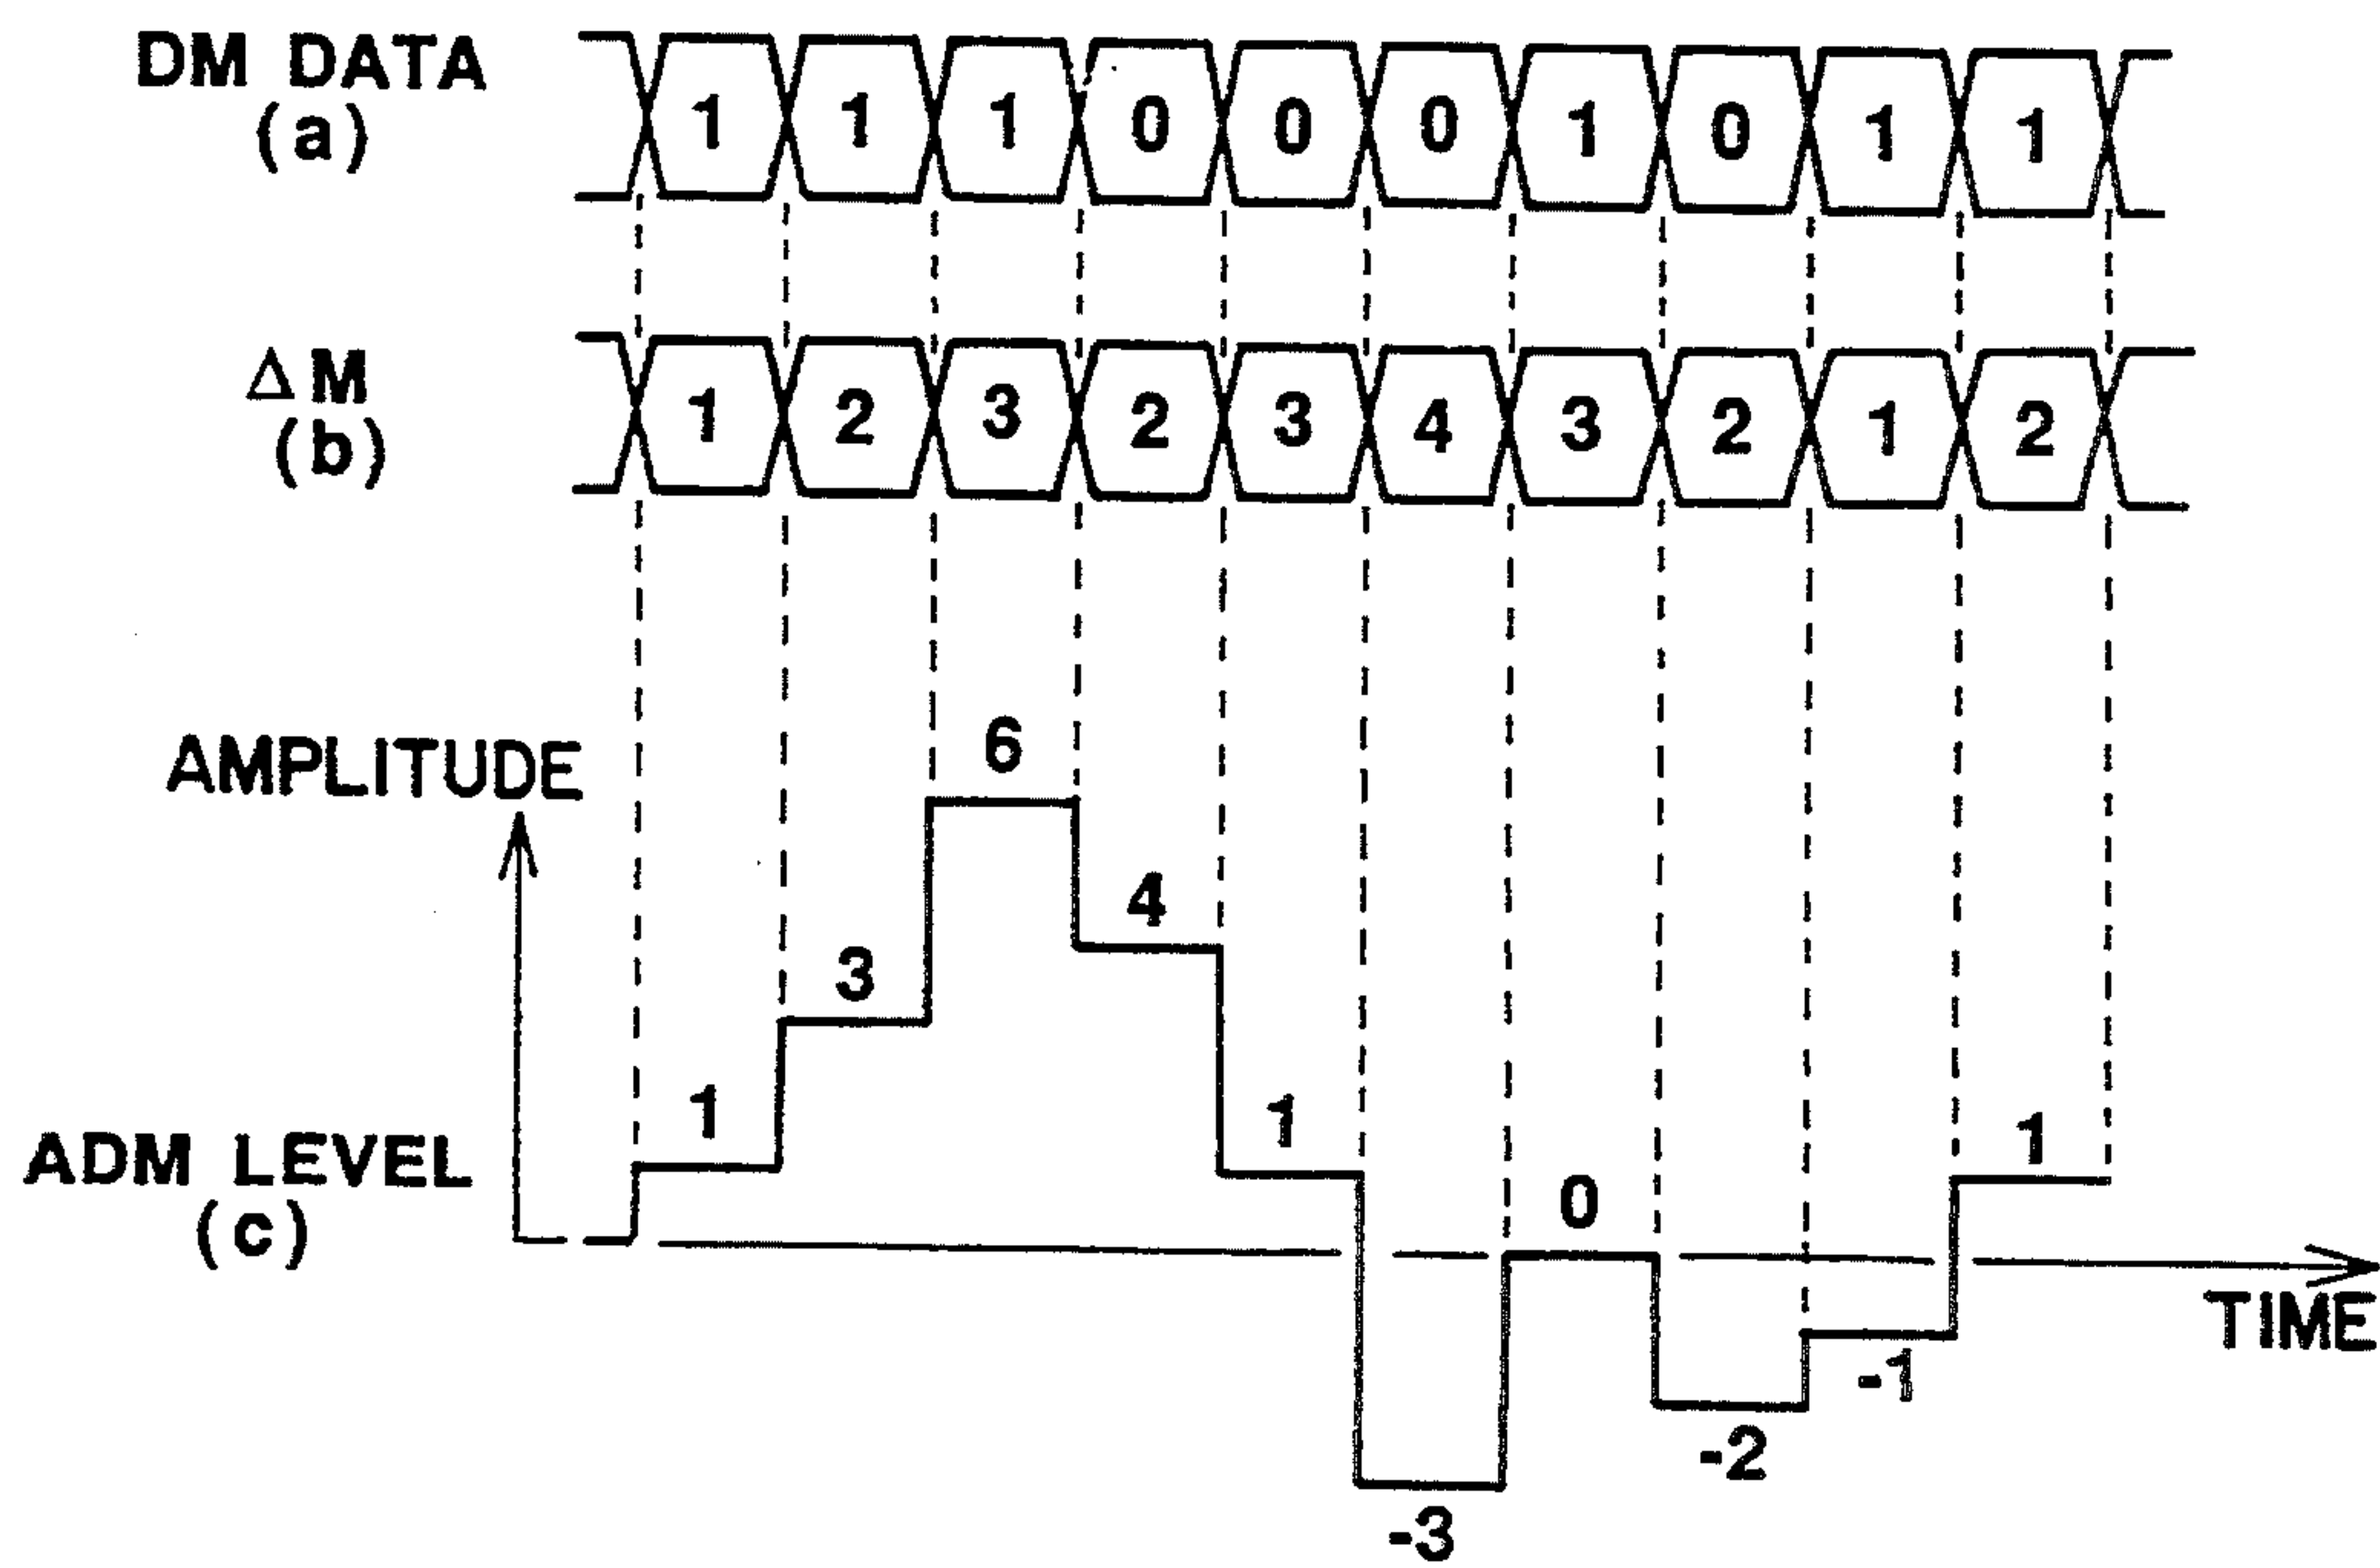 DM DATA
(a)
1 1 1 0 0 0 1 0 1 1
ΔM
(b)
1 2 3 2 3 4 3 2 1 2
AMPLITUDE
6
4
3
1
1
1
ADM LEVEL
(c)
0
TIME
-1
-2
-3